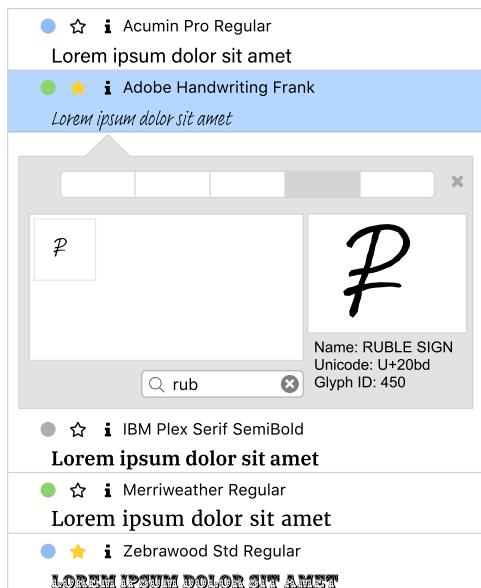 Acumin Pro Regular
Lorem ipsum dolor sit amet
Adobe Handwriting Frank
Lorem ipsum dolor sit amet
₽
₽
Name: RUBLE SIGN
Unicode: U+20bd
Glyph ID: 450
rub
IBM Plex Serif SemiBold
Lorem ipsum dolor sit amet
Merriweather Regular
Lorem ipsum dolor sit amet
Zebrawood Std Regular
LOREM IPSUM DOLOR SIT AMET